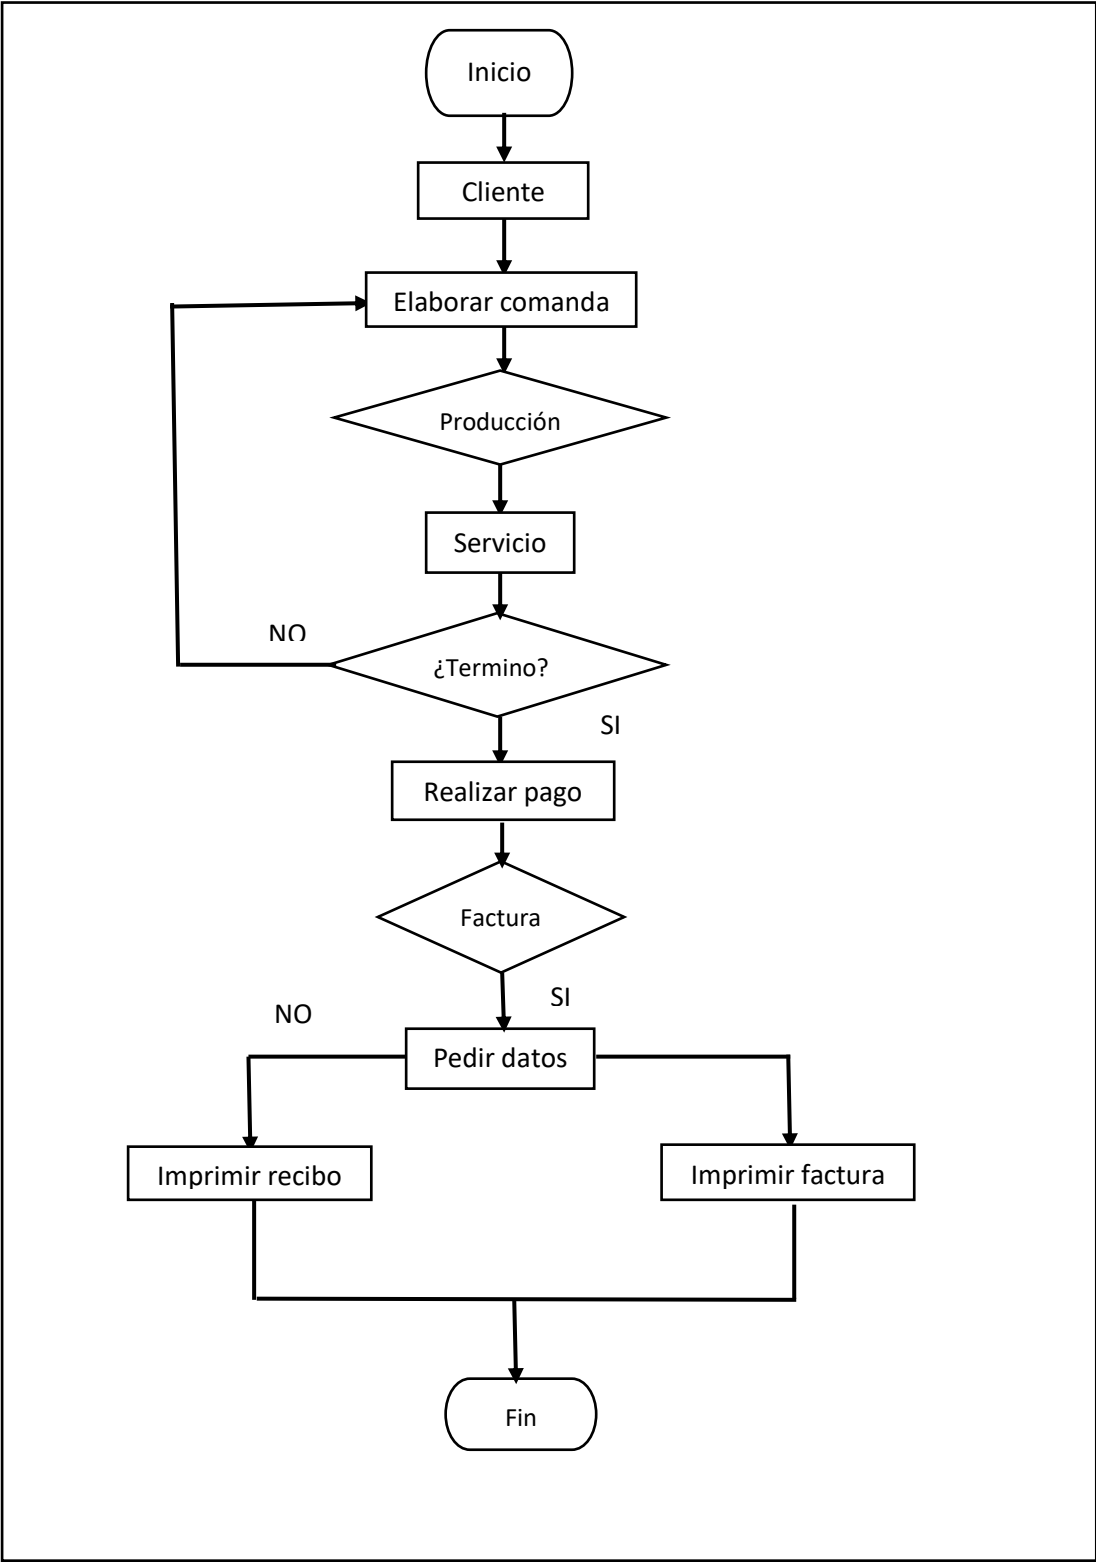 Inicio
Cliente
Elaborar comanda
Producción
Servicio
NO
¿Termino?
SI
Realizar pago
Factura
SI
NO
Pedir datos
Imprimir recibo
Imprimir factura
Fin